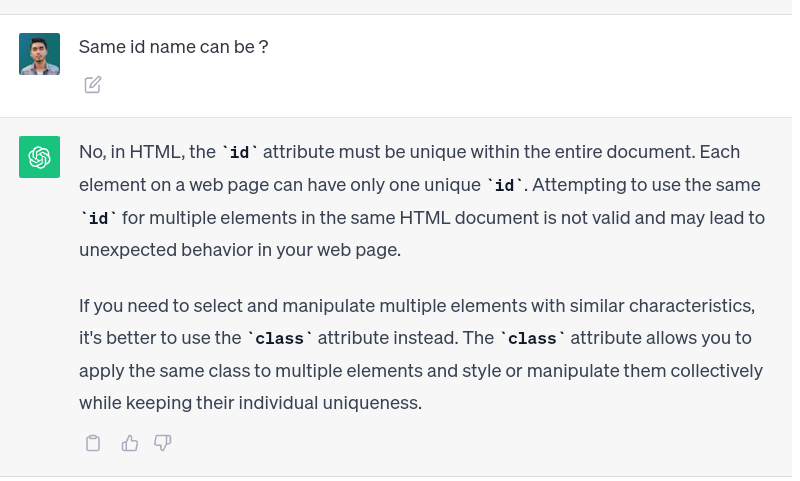 Same id name can be ?
No, in HTML, the `id` attribute must be unique within the entire document. Each
element on a web page can have only one unique `id`. Attempting to use the same
`id` for multiple elements in the same HTML document is not valid and may lead to
unexpected behavior in your web page.
If you need to select and manipulate multiple elements with similar characteristics,
it's better to use the `class` attribute instead. The `class` attribute allows you to
apply the same class to multiple elements and style or manipulate them collectively
while keeping their individual uniqueness.